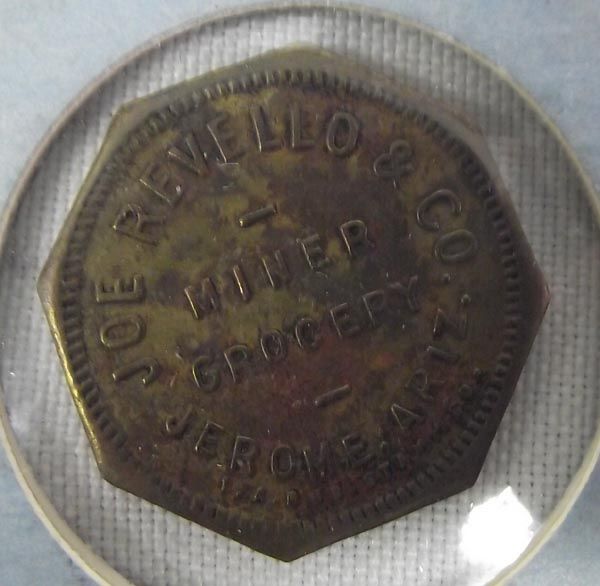 JOE REVELLO & CO.
— MINER
GROCERY —
JEROME, ARIZ.